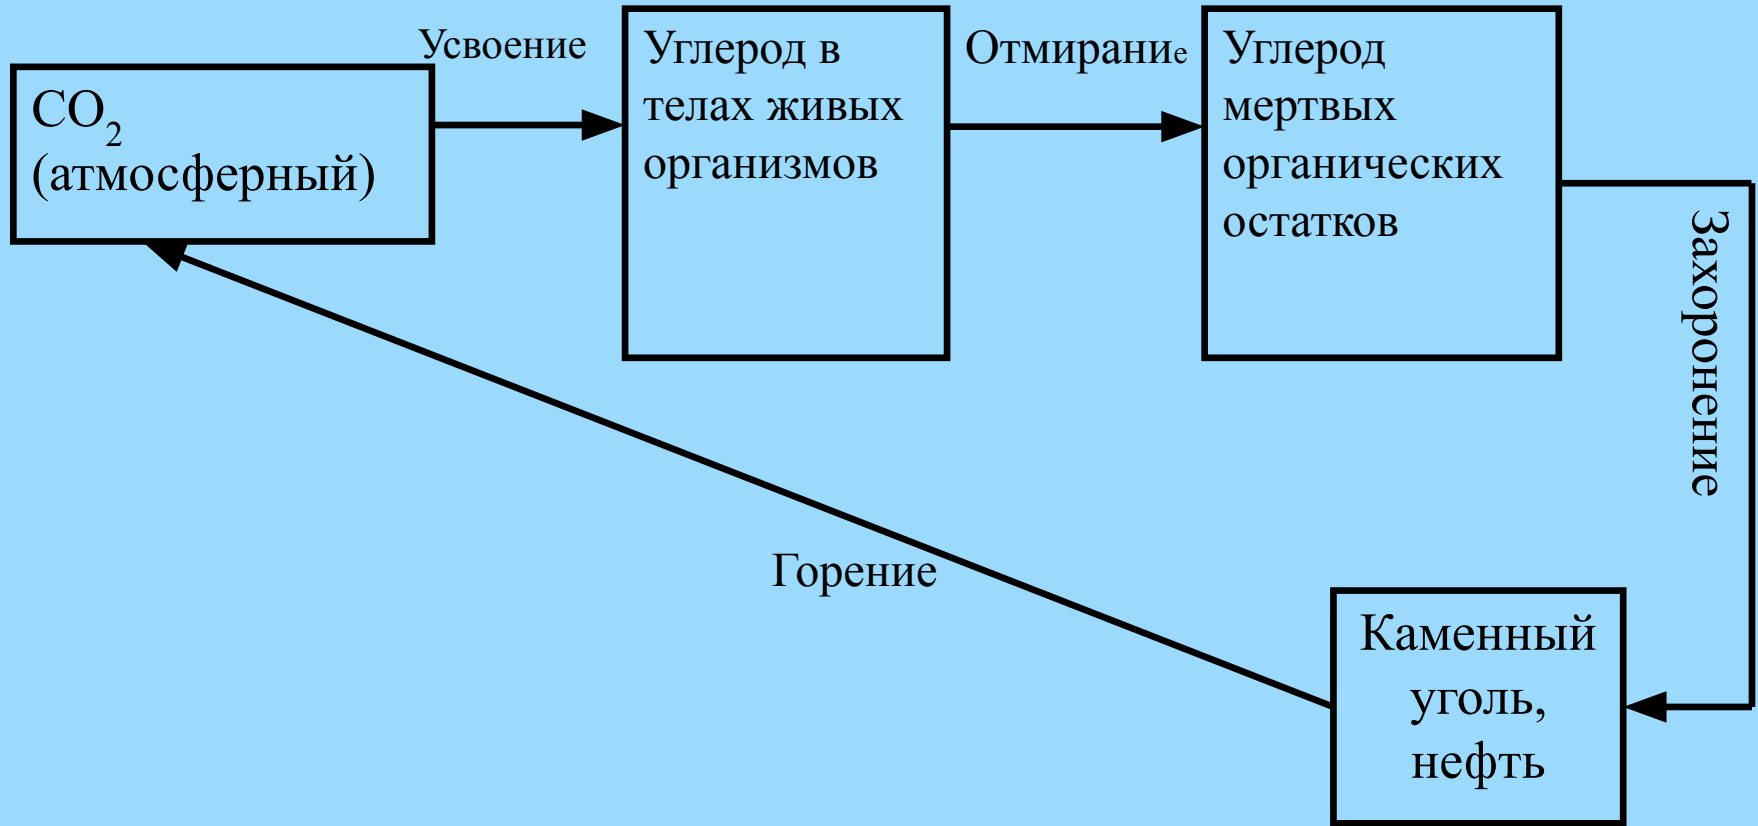 CO₂
(атмосферный)
Усвоение
Углерод в
телах живых
организмов
Отмирание
Углерод
мертвых
органических
остатков
Захоронение
Каменный
уголь,
нефть
Горение